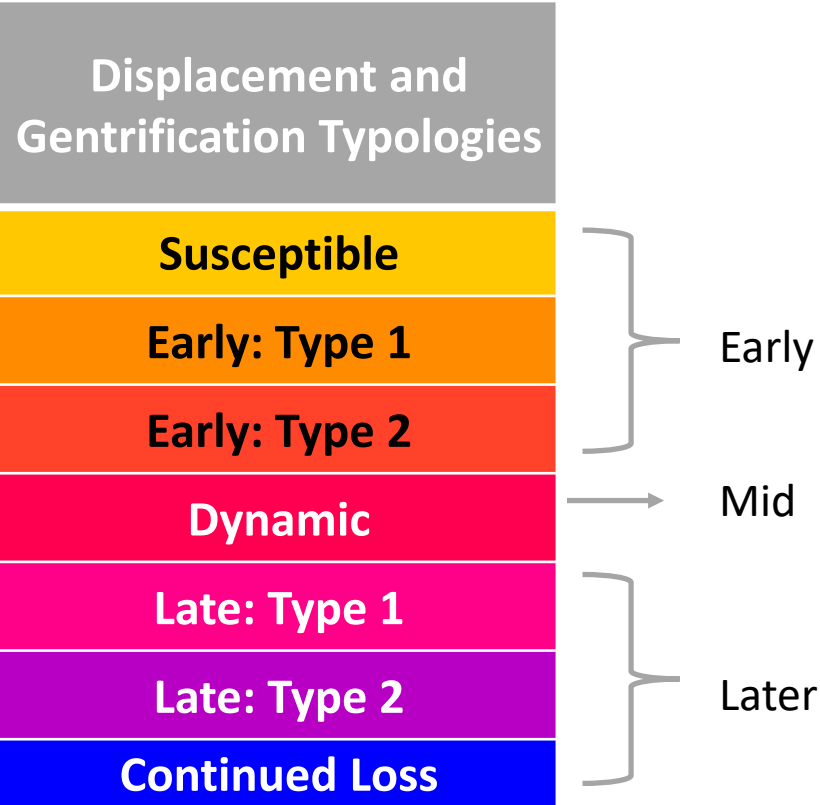 Displacement and
Gentrification Typologies
Susceptible
Early: Type 1
Early: Type 2
Early
Dynamic
Mid
Late: Type 1
Late: Type 2
Later
Continued Loss